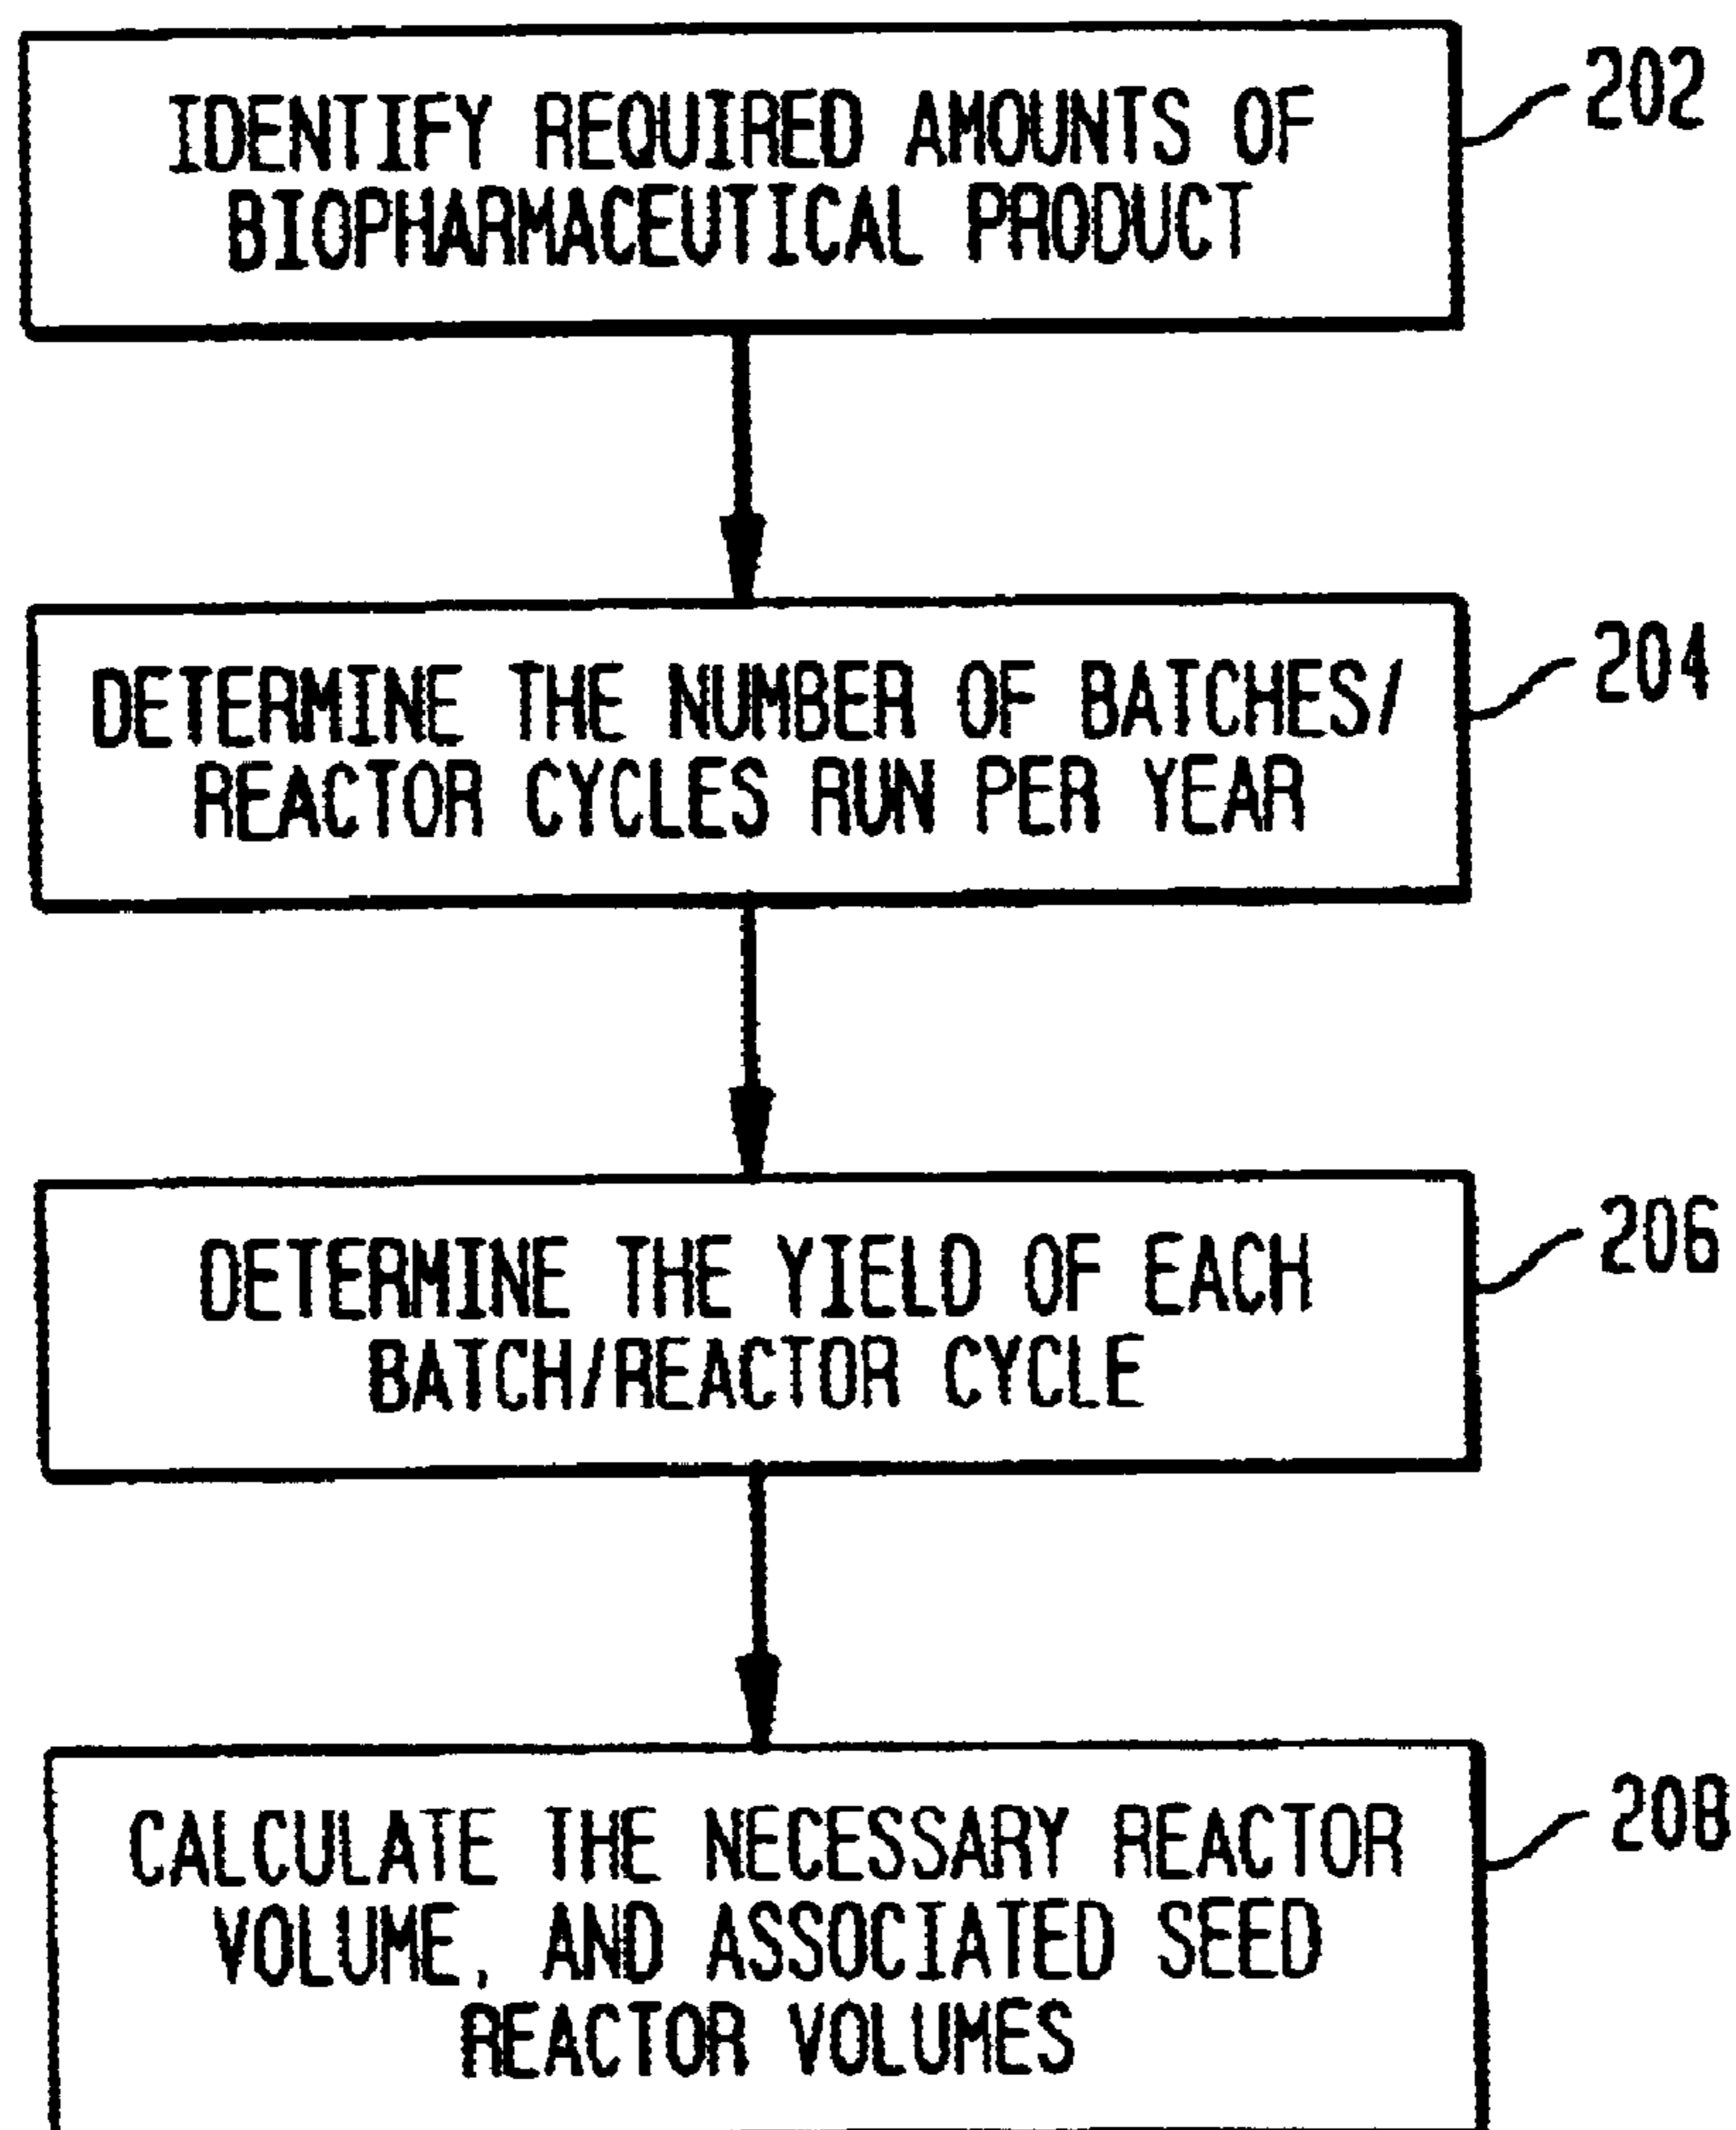 IDENTIFY REQUIRED AMOUNTS OF
BIOPHARMACEUTICAL PRODUCT
202
DETERMINE THE NUMBER OF BATCHES/
REACTOR CYCLES RUN PER YEAR
204
DETERMINE THE YIELD OF EACH
BATCH/REACTOR CYCLE
206
CALCULATE THE NECESSARY REACTOR
VOLUME, AND ASSOCIATED SEED
REACTOR VOLUMES
208